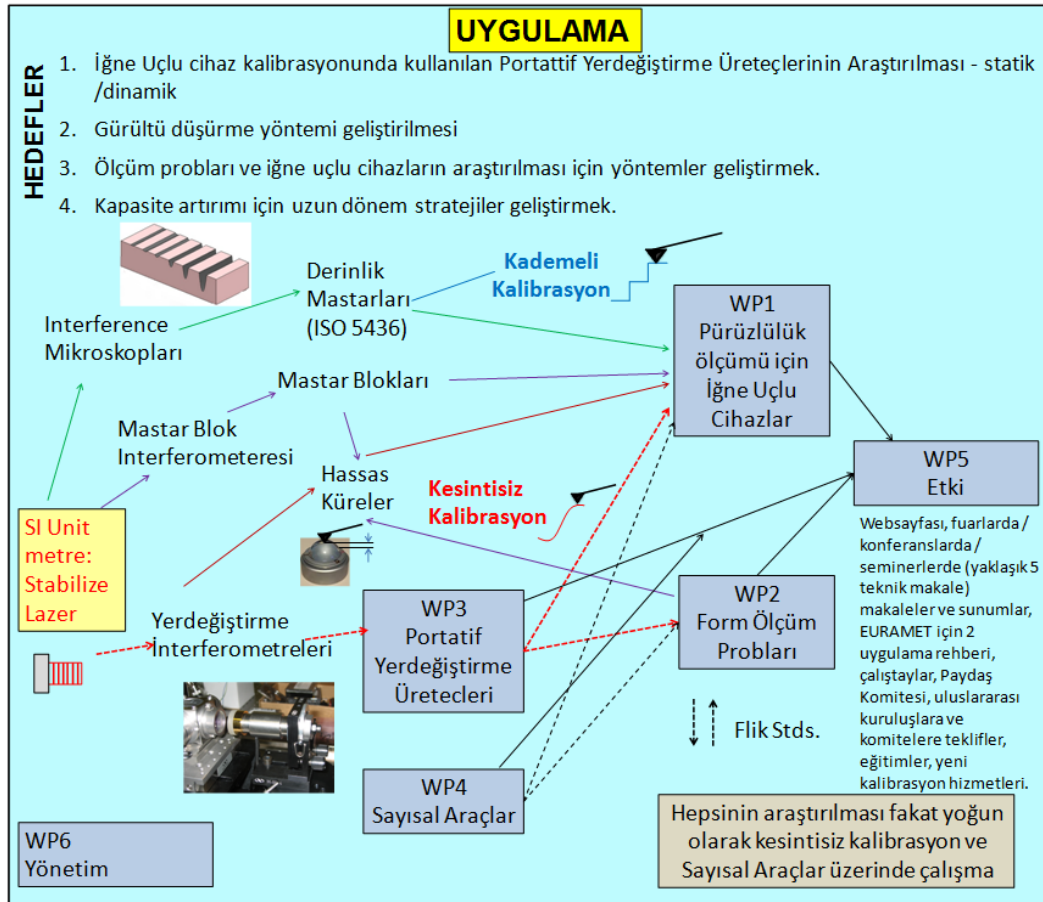 UYGULAMA
HEDEFLER
1. İğne Uçlu cihaz kalibrasyonunda kullanılan Portattif Yerdeğiştirme Üreteçlerinin Araştırılması - statik
/dinamik
2. Gürültü düşürme yöntemi geliştirilmesi
3. Ölçüm probları ve iğne uçlu cihazların araştırılması için yöntemler geliştirmek.
4. Kapasite artırımı için uzun dönem stratejiler geliştirmek.
Derinlik
Mastarları
(ISO 5436)
Kademeli
Kalibrasyon
Interference
Mikroskopları
WP1
Pürüzlülük
ölçümü için
İğne Uçlu
Cihazlar
Mastar Blokları
Mastar Blok
Interferometeresi
Hassas
Küreler
Kesintisiz
Kalibrasyon
WP5
Etki
SI Unit
metre:
Stabilize
Lazer
Websayfası, fuarlarda /
konferanslarda /
seminerlerde (yaklaşık 5
teknik makale)
makaleler ve sunumlar,
EURAMET için 2
uygulama rehberi,
çalıştaylar, Paydaş
Komitesi, uluslararası
kuruluşlara ve
komitelere teklifler,
eğitimler, yeni
kalibrasyon hizmetleri.
Yerdeğiştirme
İnterferometreleri
WP3
Portatif
Yerdeğiştirme
Üretecleri
WP2
Form Ölçüm
Probları
Flik Stds.
WP4
Sayısal Araçlar
WP6
Yönetim
Hepsinin araştırılması fakat yoğun
olarak kesintisiz kalibrasyon ve
Sayısal Araçlar üzerinde çalışma